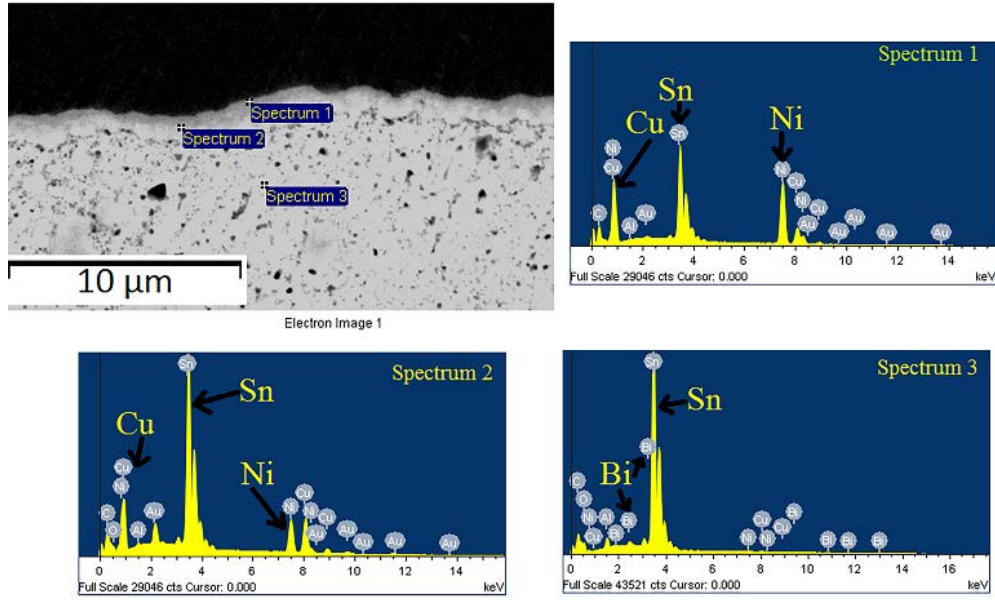 Spectrum 1
Spectrum 2
Spectrum 3
10 µm
Electron Image 1
Spectrum 1
Sn
Cu
Ni
Sn
Ni
Cu
Ni
Cu
Ni
Cu
C
Al
Au
Au
Au
Au
Au
Au
0 2 4 6 8 10 12 14
Full Scale 29046 cts Cursor: 0.000 keV
Spectrum 2
Sn
Sn
Cu
Ni
Cu
Ni
C
O
Al
Au
Ni
Cu
Ni
Cu
Au
Au
Au
Au
Au
0 2 4 6 8 10 12 14
Full Scale 29046 cts Cursor: 0.000 keV
Spectrum 3
Sn
Sn
Bi
Bi
C
O
Ni
Al
Bi
Cu
Bi
Cu
Bi
Ni
Cu
Bi
Bi
Bi
0 2 4 6 8 10 12 14 16
Full Scale 43521 cts Cursor: 0.000 keV